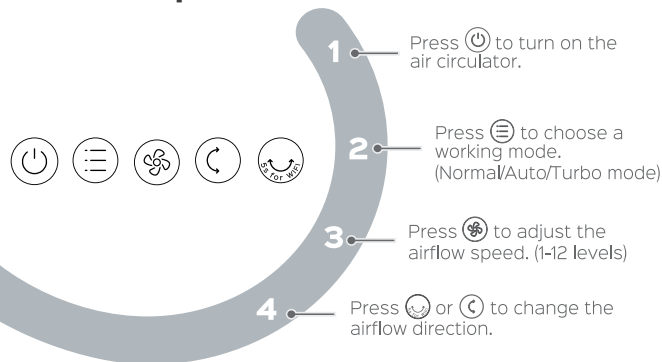 1
Press to turn on the
air circulator.
2
Press to choose a
working mode.
(Normal/Auto/Turbo mode)
5s for WiFi
3
Press to adjust the
airflow speed. (1-12 levels)
4
Press or to change the
airflow direction.